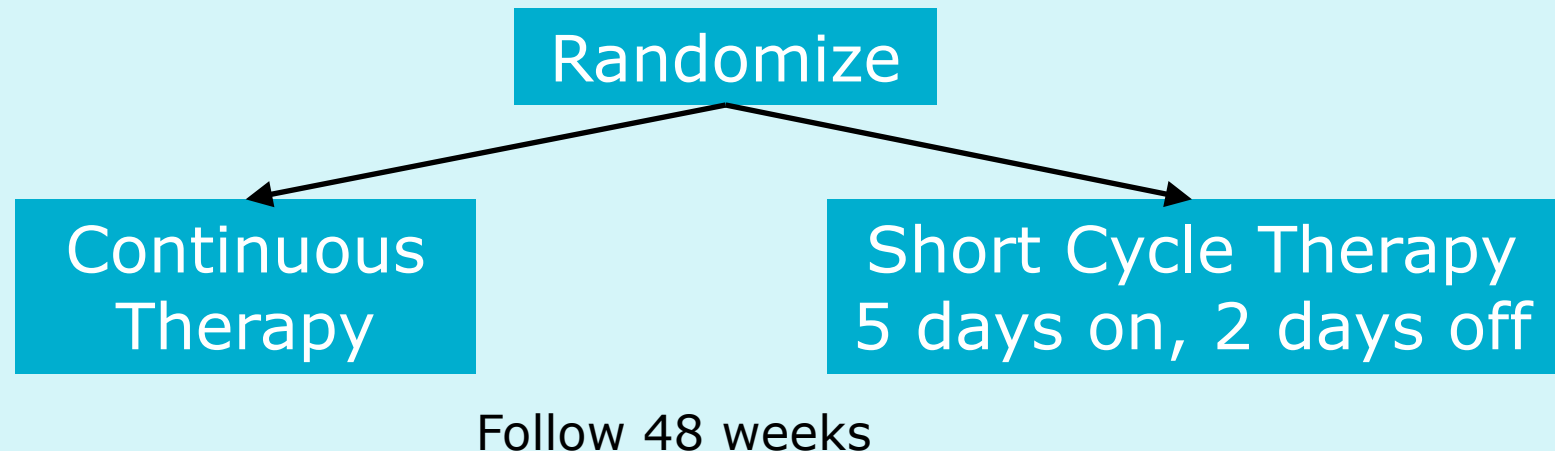 Randomize
Continuous
Therapy
Short Cycle Therapy
5 days on, 2 days off
Follow 48 weeks